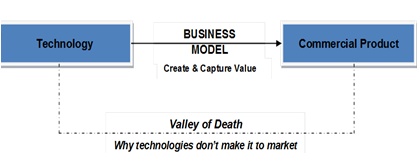 BUSINESS
Technology
MODEL
Commercial Product
Create & Capture Value
Valley of Death
Why technologies don't make it to market